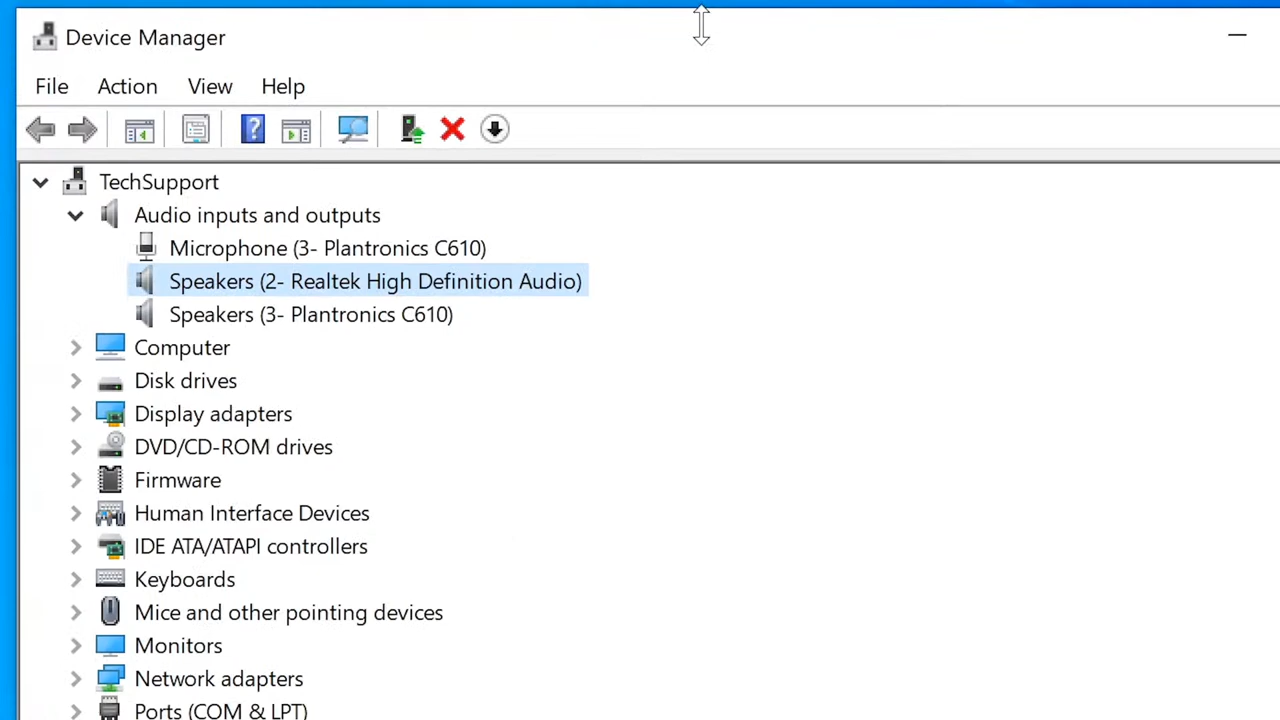 Device Manager
File Action View Help
TechSupport
Audio inputs and outputs
Microphone (3- Plantronics C610)
Speakers (2- Realtek High Definition Audio)
Speakers (3- Plantronics C610)
Computer
Disk drives
Display adapters
DVD/CD-ROM drives
Firmware
Human Interface Devices
IDE ATA/ATAPI controllers
Keyboards
Mice and other pointing devices
Monitors
Network adapters
Ports (COM & LPT)